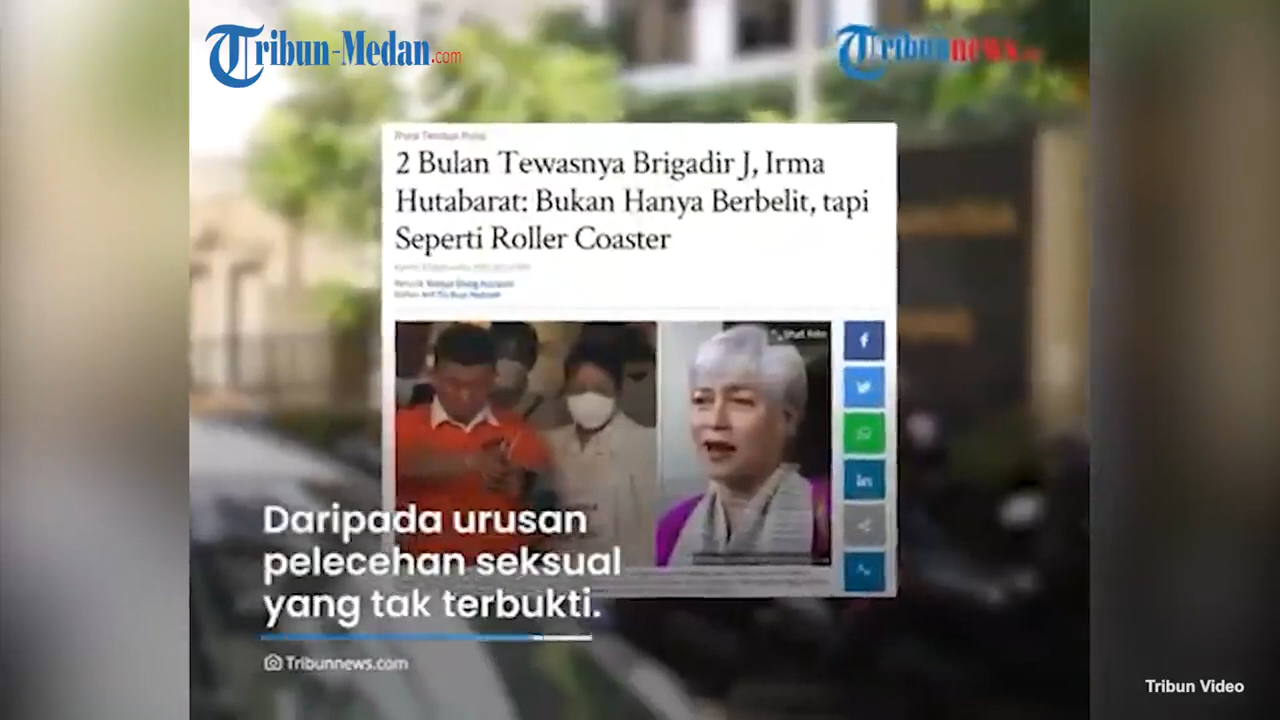 Tribun-Medan.com
Tribunnews
2 Bulan Tewasnya Brigadir J, Irma
Hutabarat: Bukan Hanya Berbelit, tapi
Seperti Roller Coaster
Daripada urusan
pelecehan seksual
yang tak terbukti.
Tribunnews.com
Tribun Video